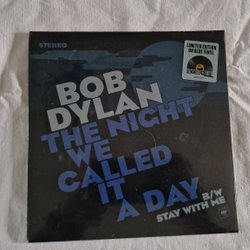 STEREO
LIMITED EDITION
ON BLUE VINYL
BOB
DYLAN
THE NIGHT
WE
CALLED
IT
A DAY
B/W
STAY WITH ME